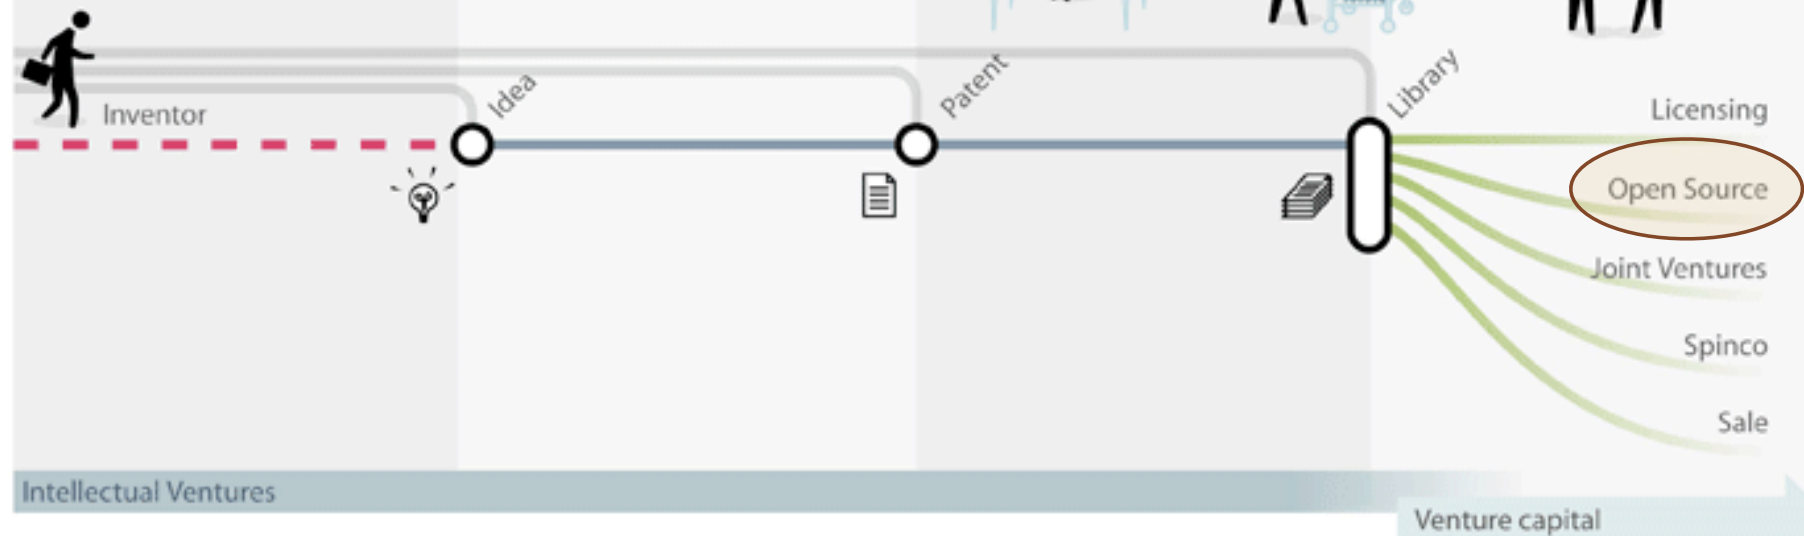 Inventor
Idea
Patent
Library
Licensing
Open Source
Joint Ventures
Spinco
Sale
Intellectual Ventures
Venture capital